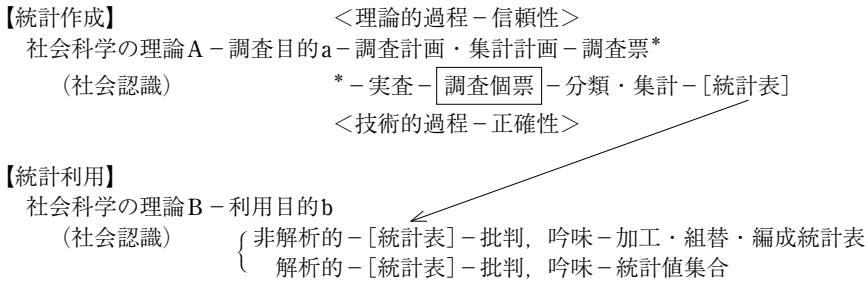 【統計作成】 <理論的過程－信頼性>
社会科学の理論A－調査目的a－調査計画・集計計画－調査票*
(社会認識) *－実査－調査個票－分類・集計－[統計表]
<技術的過程－正確性>
【統計利用】
社会科学の理論B－利用目的b
(社会認識) 非解析的－[統計表]－批判，吟味－加工・組替・編成統計表
解析的－[統計表]－批判，吟味－統計値集合